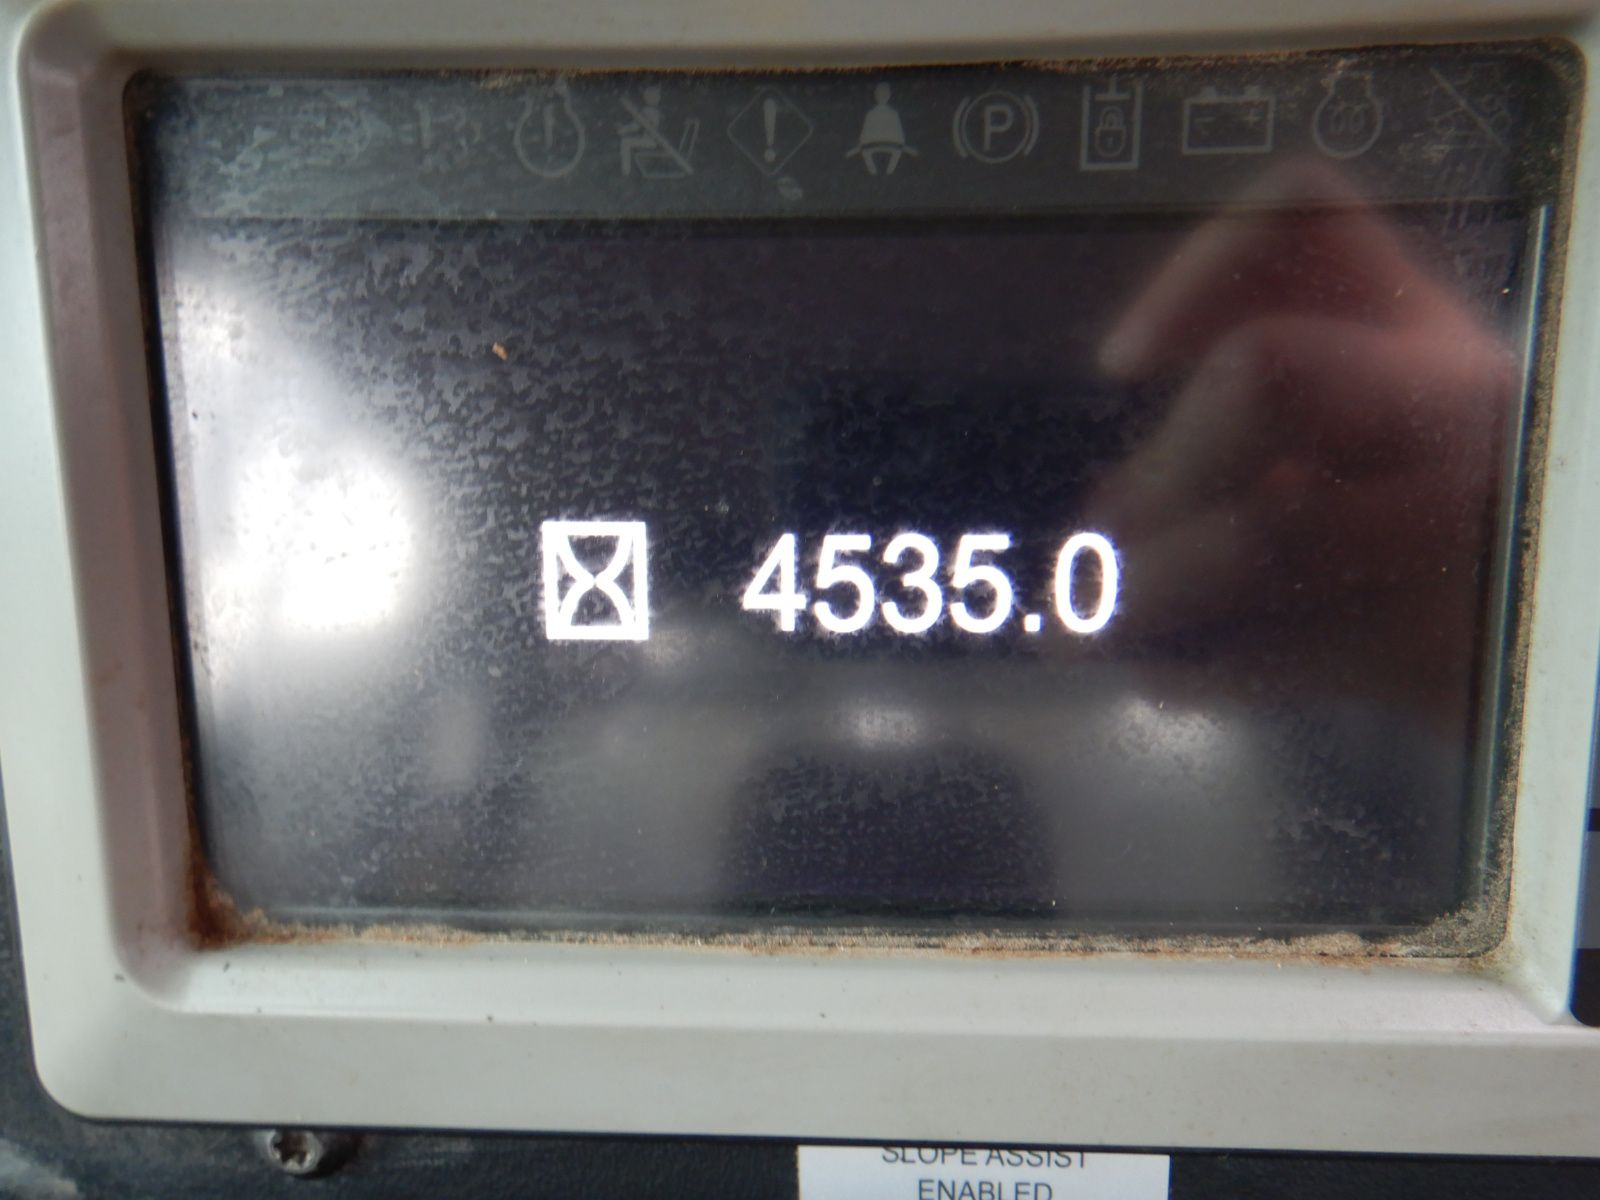 P
4535.0
SLOPE ASSIST
ENABLED